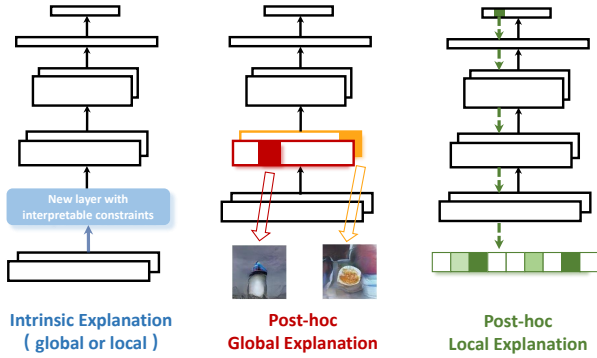 New layer with
interpretable constraints
Intrinsic Explanation
( global or local )
Post-hoc
Global Explanation
Post-hoc
Local Explanation